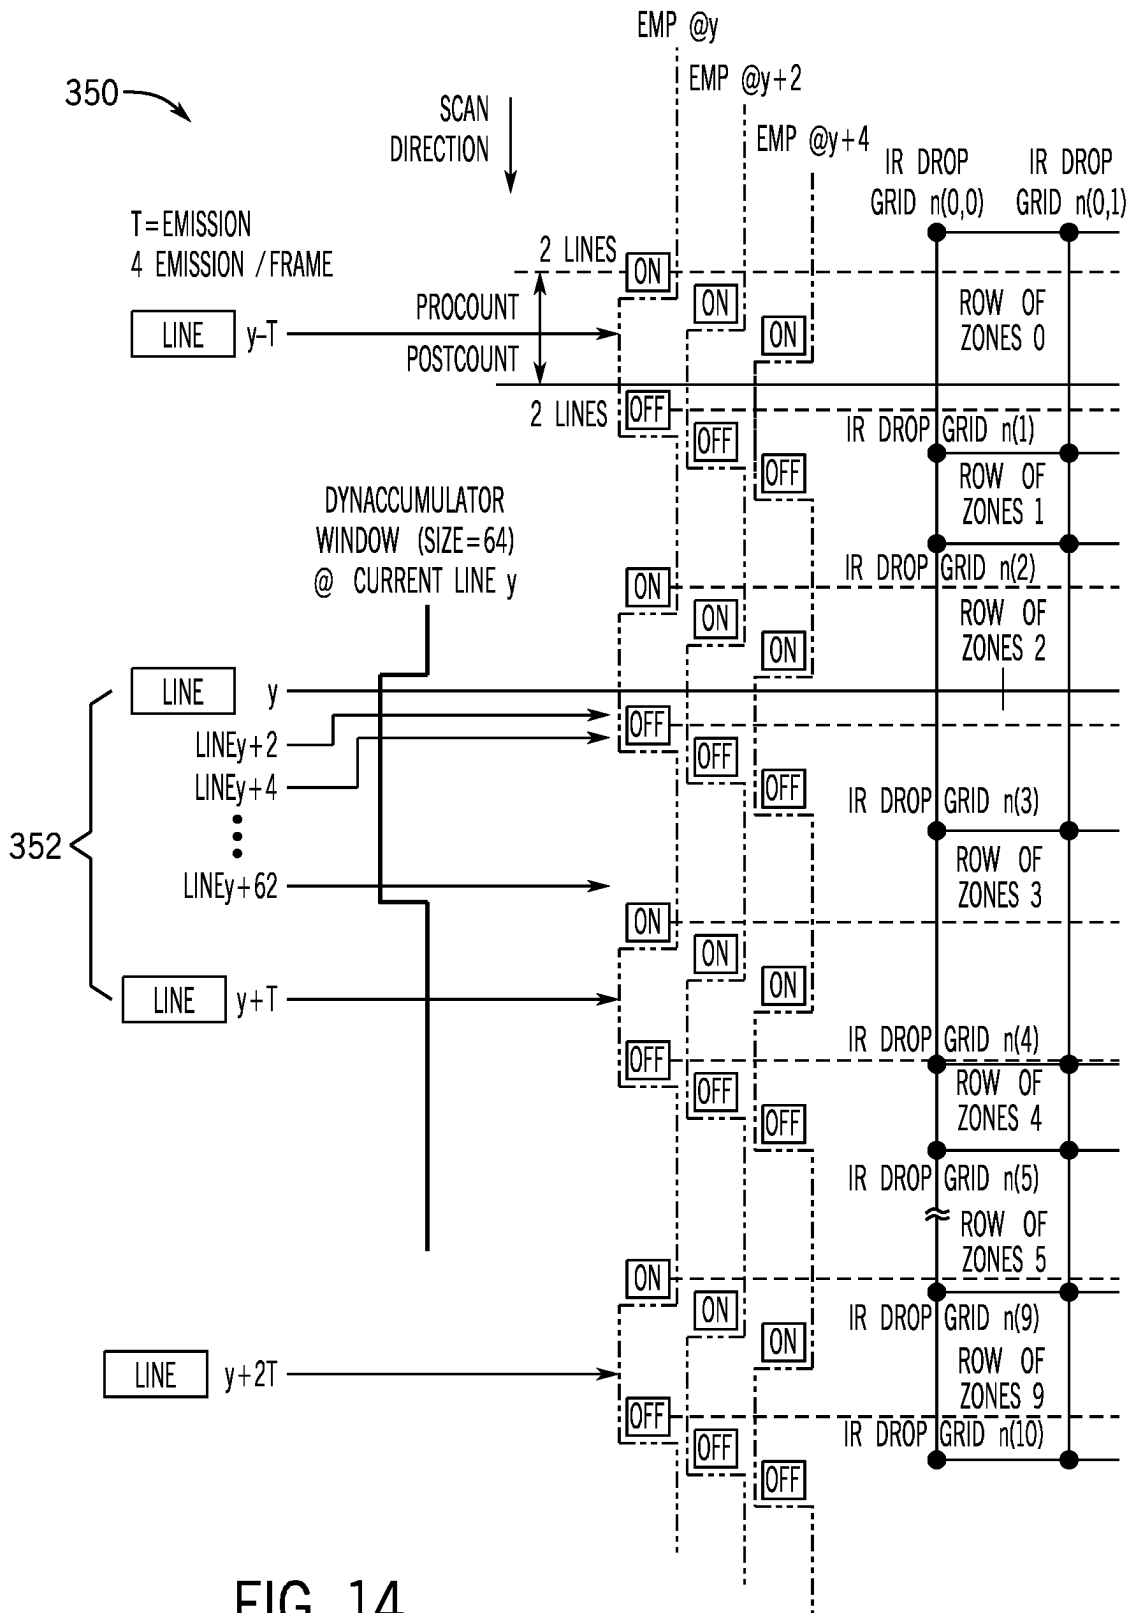 EMP @y
EMP @y+2
EMP @y+4
350
SCAN
DIRECTION
IR DROP
GRID n(0,0)
IR DROP
GRID n(0,1)
T=EMISSION
4 EMISSION /FRAME
2 LINES
ON
ON
ON
PROCOUNT
POSTCOUNT
LINE y-T
ROW OF
ZONES 0
2 LINES
OFF
OFF
OFF
IR DROP GRID n(1)
ROW OF
ZONES 1
DYNACCUMULATOR
WINDOW (SIZE=64)
@ CURRENT LINE y
IR DROP GRID n(2)
ON
ON
ON
ROW OF
ZONES 2
LINE y
LINEy+2
LINEy+4
OFF
OFF
OFF
IR DROP GRID n(3)
352
LINEy+62
ROW OF
ZONES 3
ON
ON
ON
LINE y+T
IR DROP GRID n(4)
OFF
OFF
OFF
ROW OF
ZONES 4
IR DROP GRID n(5)
ROW OF
ZONES 5
ON
ON
ON
IR DROP GRID n(9)
LINE y+2T
ROW OF
ZONES 9
OFF
OFF
OFF
IR DROP GRID n(10)
FIG. 14